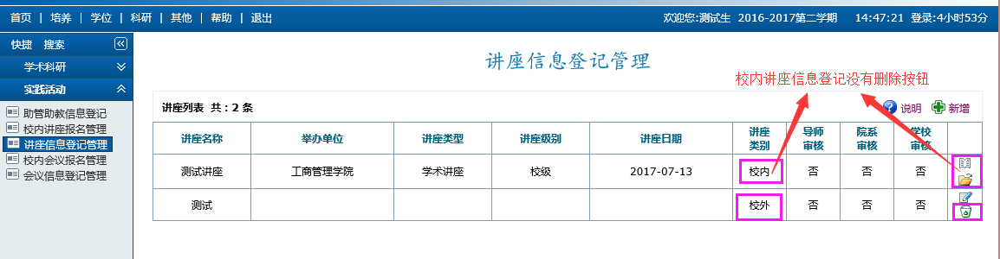 首页 | 培养 | 学位 | 科研 | 其他 | 帮助 | 退出 欢迎您:测试生 2016-2017第二学期 14:47:21 登录:4小时53分
快捷 搜索
学术科研
实践活动
助管助教信息登记
校内讲座报名管理
讲座信息登记管理
校内会议报名管理
会议信息登记管理
讲座信息登记管理
校内讲座信息登记没有删除按钮
讲座列表 共：2 条 说明 新增
讲座名称 举办单位 讲座类型 讲座级别 讲座日期 讲座类别 导师审核 院系审核 学校审核
测试讲座 工商管理学院 学术讲座 校级 2017-07-13 校内 否 否 否
测试 校外 否 否 否